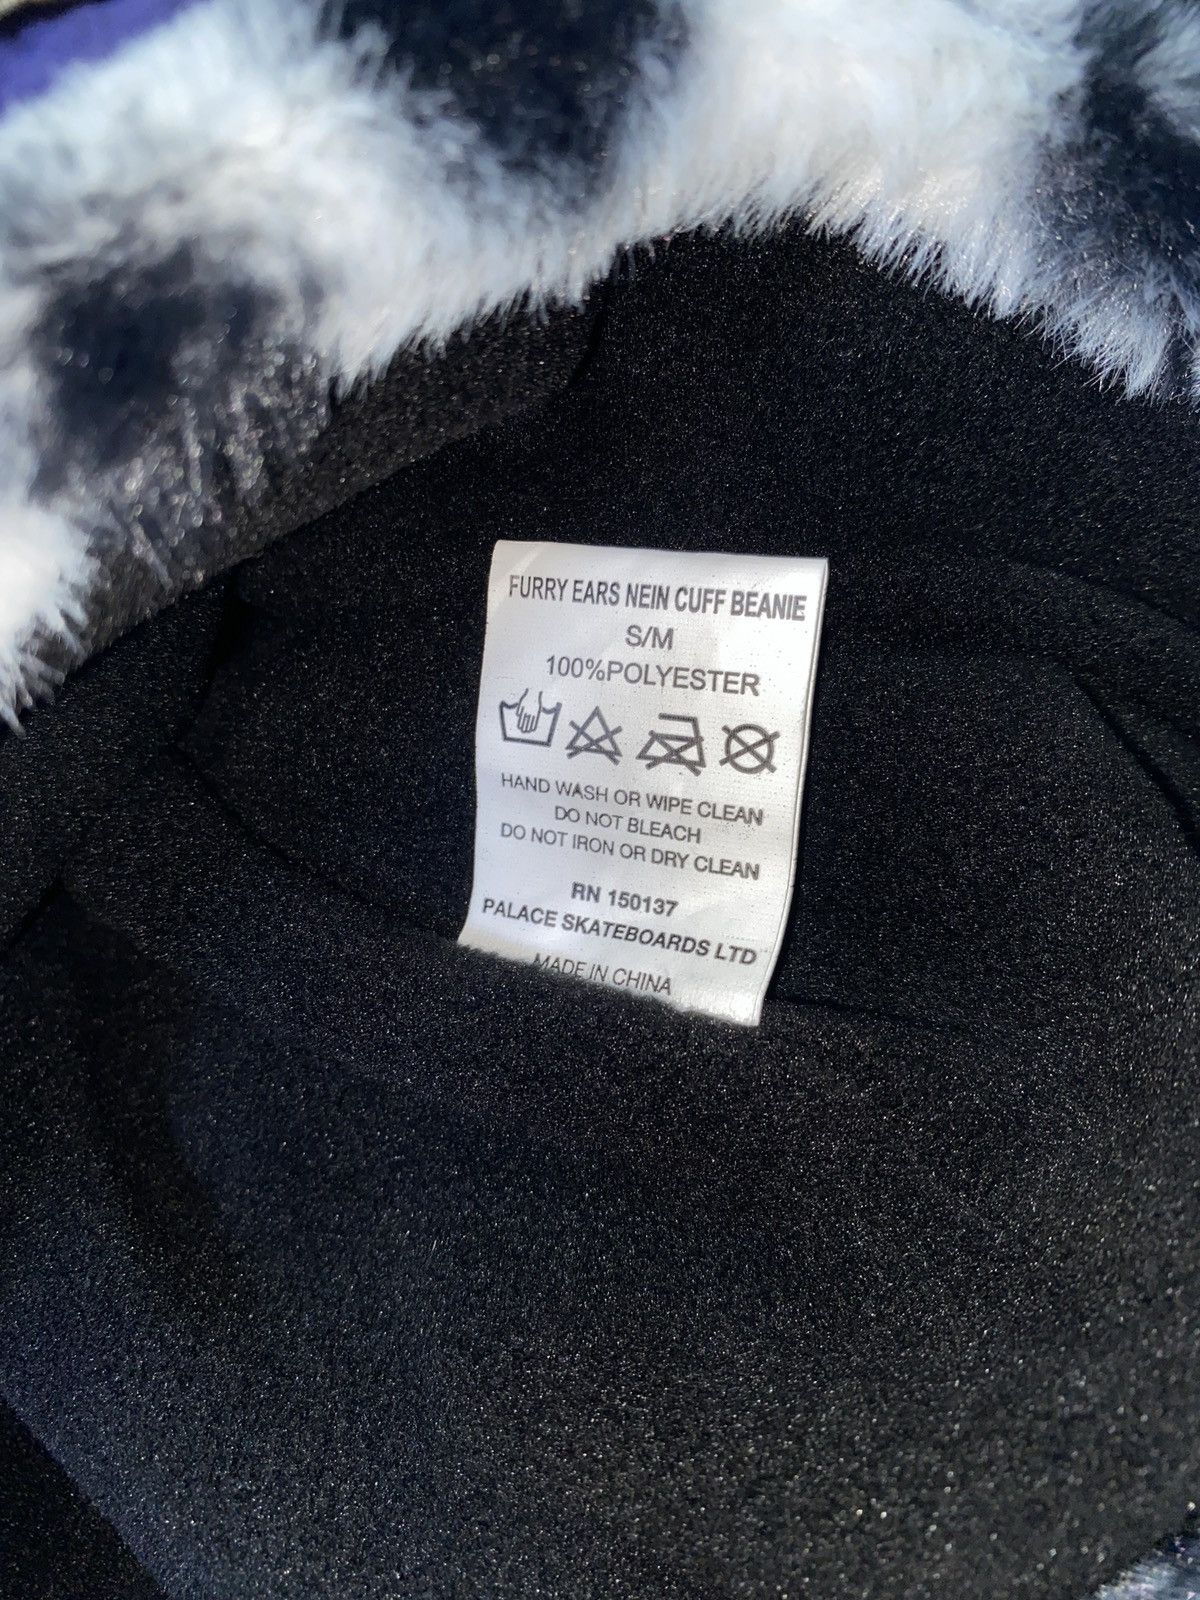 FURRY EARS NEIN CUFF BEANIE
S/M
100%POLYESTER
HAND WASH OR WIPE CLEAN
DO NOT BLEACH
DO NOT IRON OR DRY CLEAN
RN 150137
PALACE SKATEBOARDS LTD
MADE IN CHINA